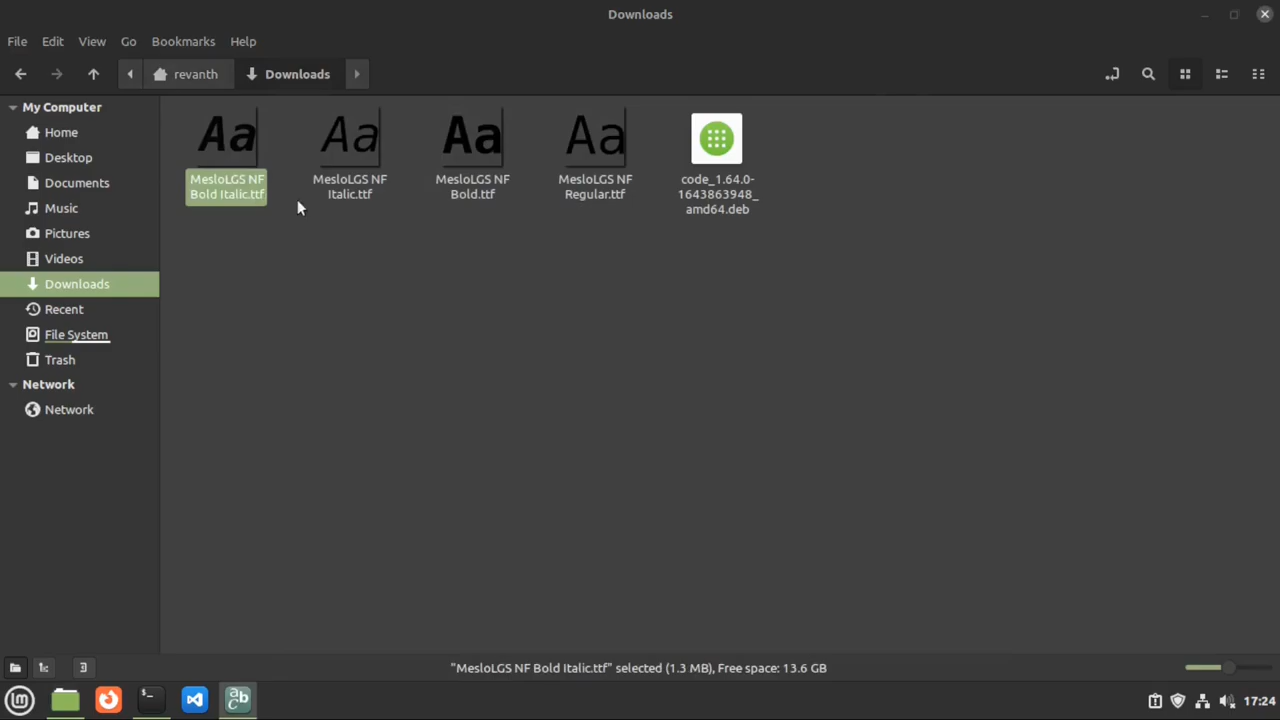 Downloads
File Edit View Go Bookmarks Help
revanth Downloads
My Computer
Home
Desktop
Documents
Music
Pictures
Videos
Downloads
Recent
File System
Trash
Network
Network
Aa
MesloLGS NF
Bold Italic.ttf
Aa
MesloLGS NF
Italic.ttf
Aa
MesloLGS NF
Bold.ttf
Aa
MesloLGS NF
Regular.ttf
code_1.64.0-
1643863948_
amd64.deb
"MesloLGS NF Bold Italic.ttf" selected (1.3 MB), Free space: 13.6 GB
abc
17:24